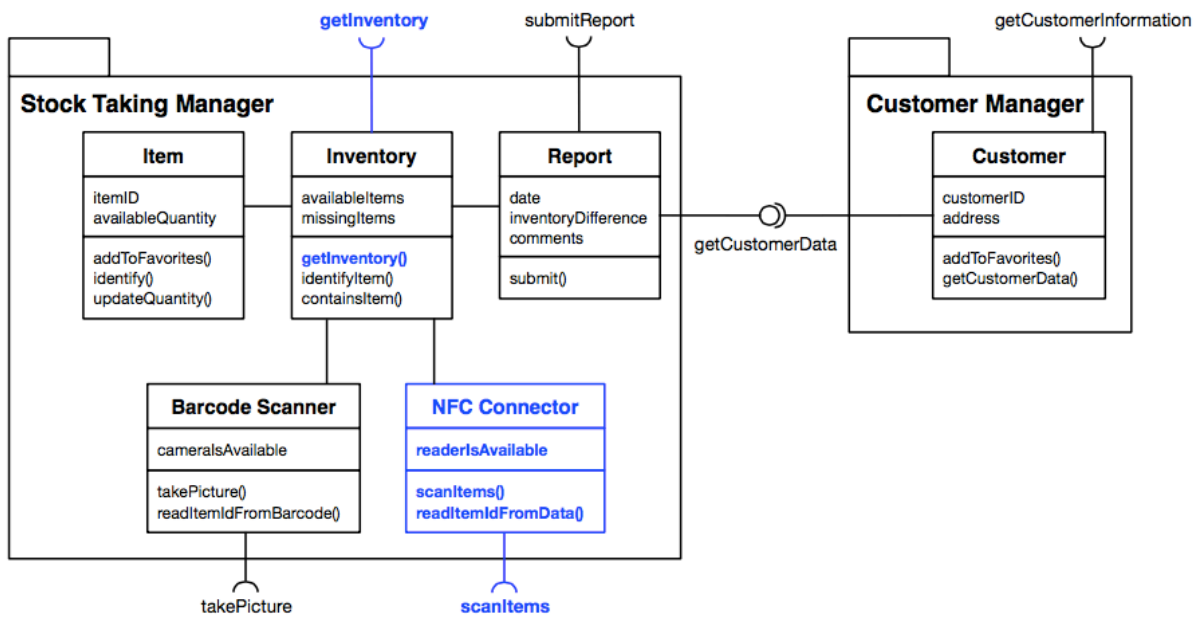 getInventory
submitReport
getCustomerInformation
Stock Taking Manager
Customer Manager
Item
itemID
availableQuantity
addToFavorites()
identify()
updateQuantity()
Inventory
availableItems
missingItems
getInventory()
identifyItem()
containsItem()
Report
date
inventoryDifference
comments
submit()
getCustomerData
Customer
customerID
address
addToFavorites()
getCustomerData()
Barcode Scanner
cameraIsAvailable
takePicture()
readItemIdFromBarcode()
NFC Connector
readerIsAvailable
scanItems()
readItemIdFromData()
takePicture
scanItems